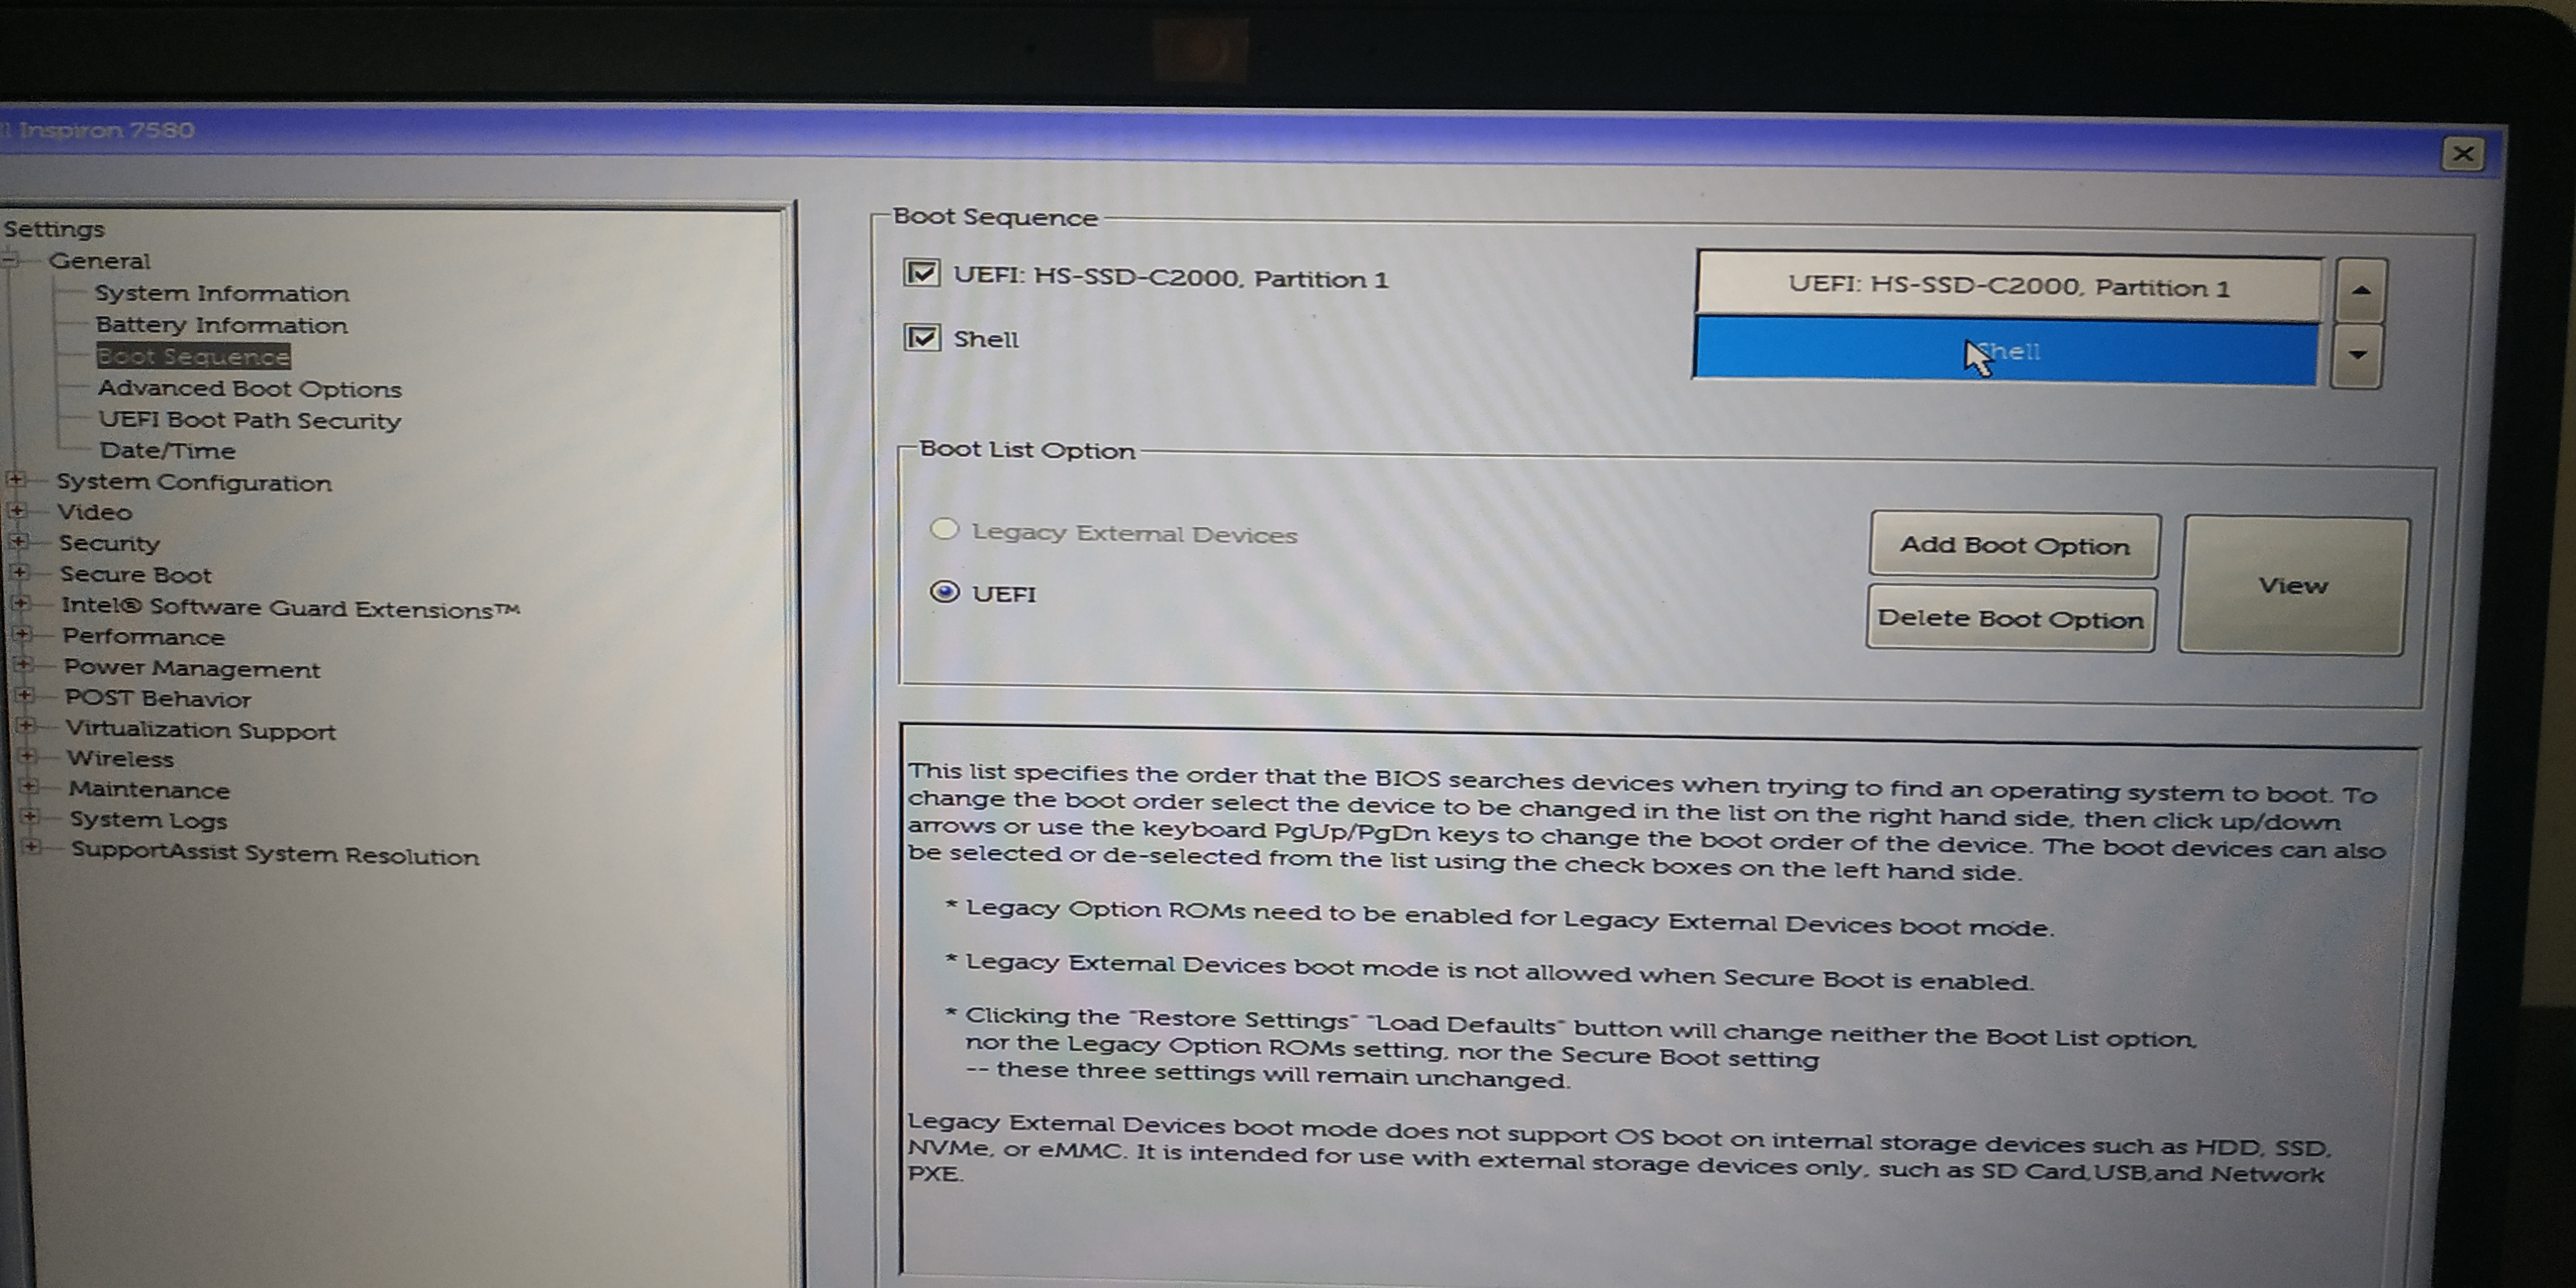 Inspiron 7580
Settings
General
System Information
Battery Information
Boot Sequence
Advanced Boot Options
UEFI Boot Path Security
Date/Time
System Configuration
Video
Security
Secure Boot
Intel® Software Guard Extensions™
Performance
Power Management
POST Behavior
Virtualization Support
Wireless
Maintenance
System Logs
SupportAssist System Resolution
Boot Sequence
UEFI: HS-SSD-C2000, Partition 1
Shell
UEFI: HS-SSD-C2000, Partition 1
Shell
Boot List Option
Legacy External Devices
UEFI
Add Boot Option
Delete Boot Option
View
This list specifies the order that the BIOS searches devices when trying to find an operating system to boot. To
change the boot order select the device to be changed in the list on the right hand side, then click up/down
arrows or use the keyboard PgUp/PgDn keys to change the boot order of the device. The boot devices can also
be selected or de-selected from the list using the check boxes on the left hand side.
* Legacy Option ROMs need to be enabled for Legacy External Devices boot mode.
* Legacy External Devices boot mode is not allowed when Secure Boot is enabled.
* Clicking the "Restore Settings" "Load Defaults" button will change neither the Boot List option,
nor the Legacy Option ROMs setting, nor the Secure Boot setting
-- these three settings will remain unchanged.
Legacy External Devices boot mode does not support OS boot on internal storage devices such as HDD, SSD,
NVMe, or eMMC. It is intended for use with external storage devices only, such as SD Card,USB,and Network
PXE.